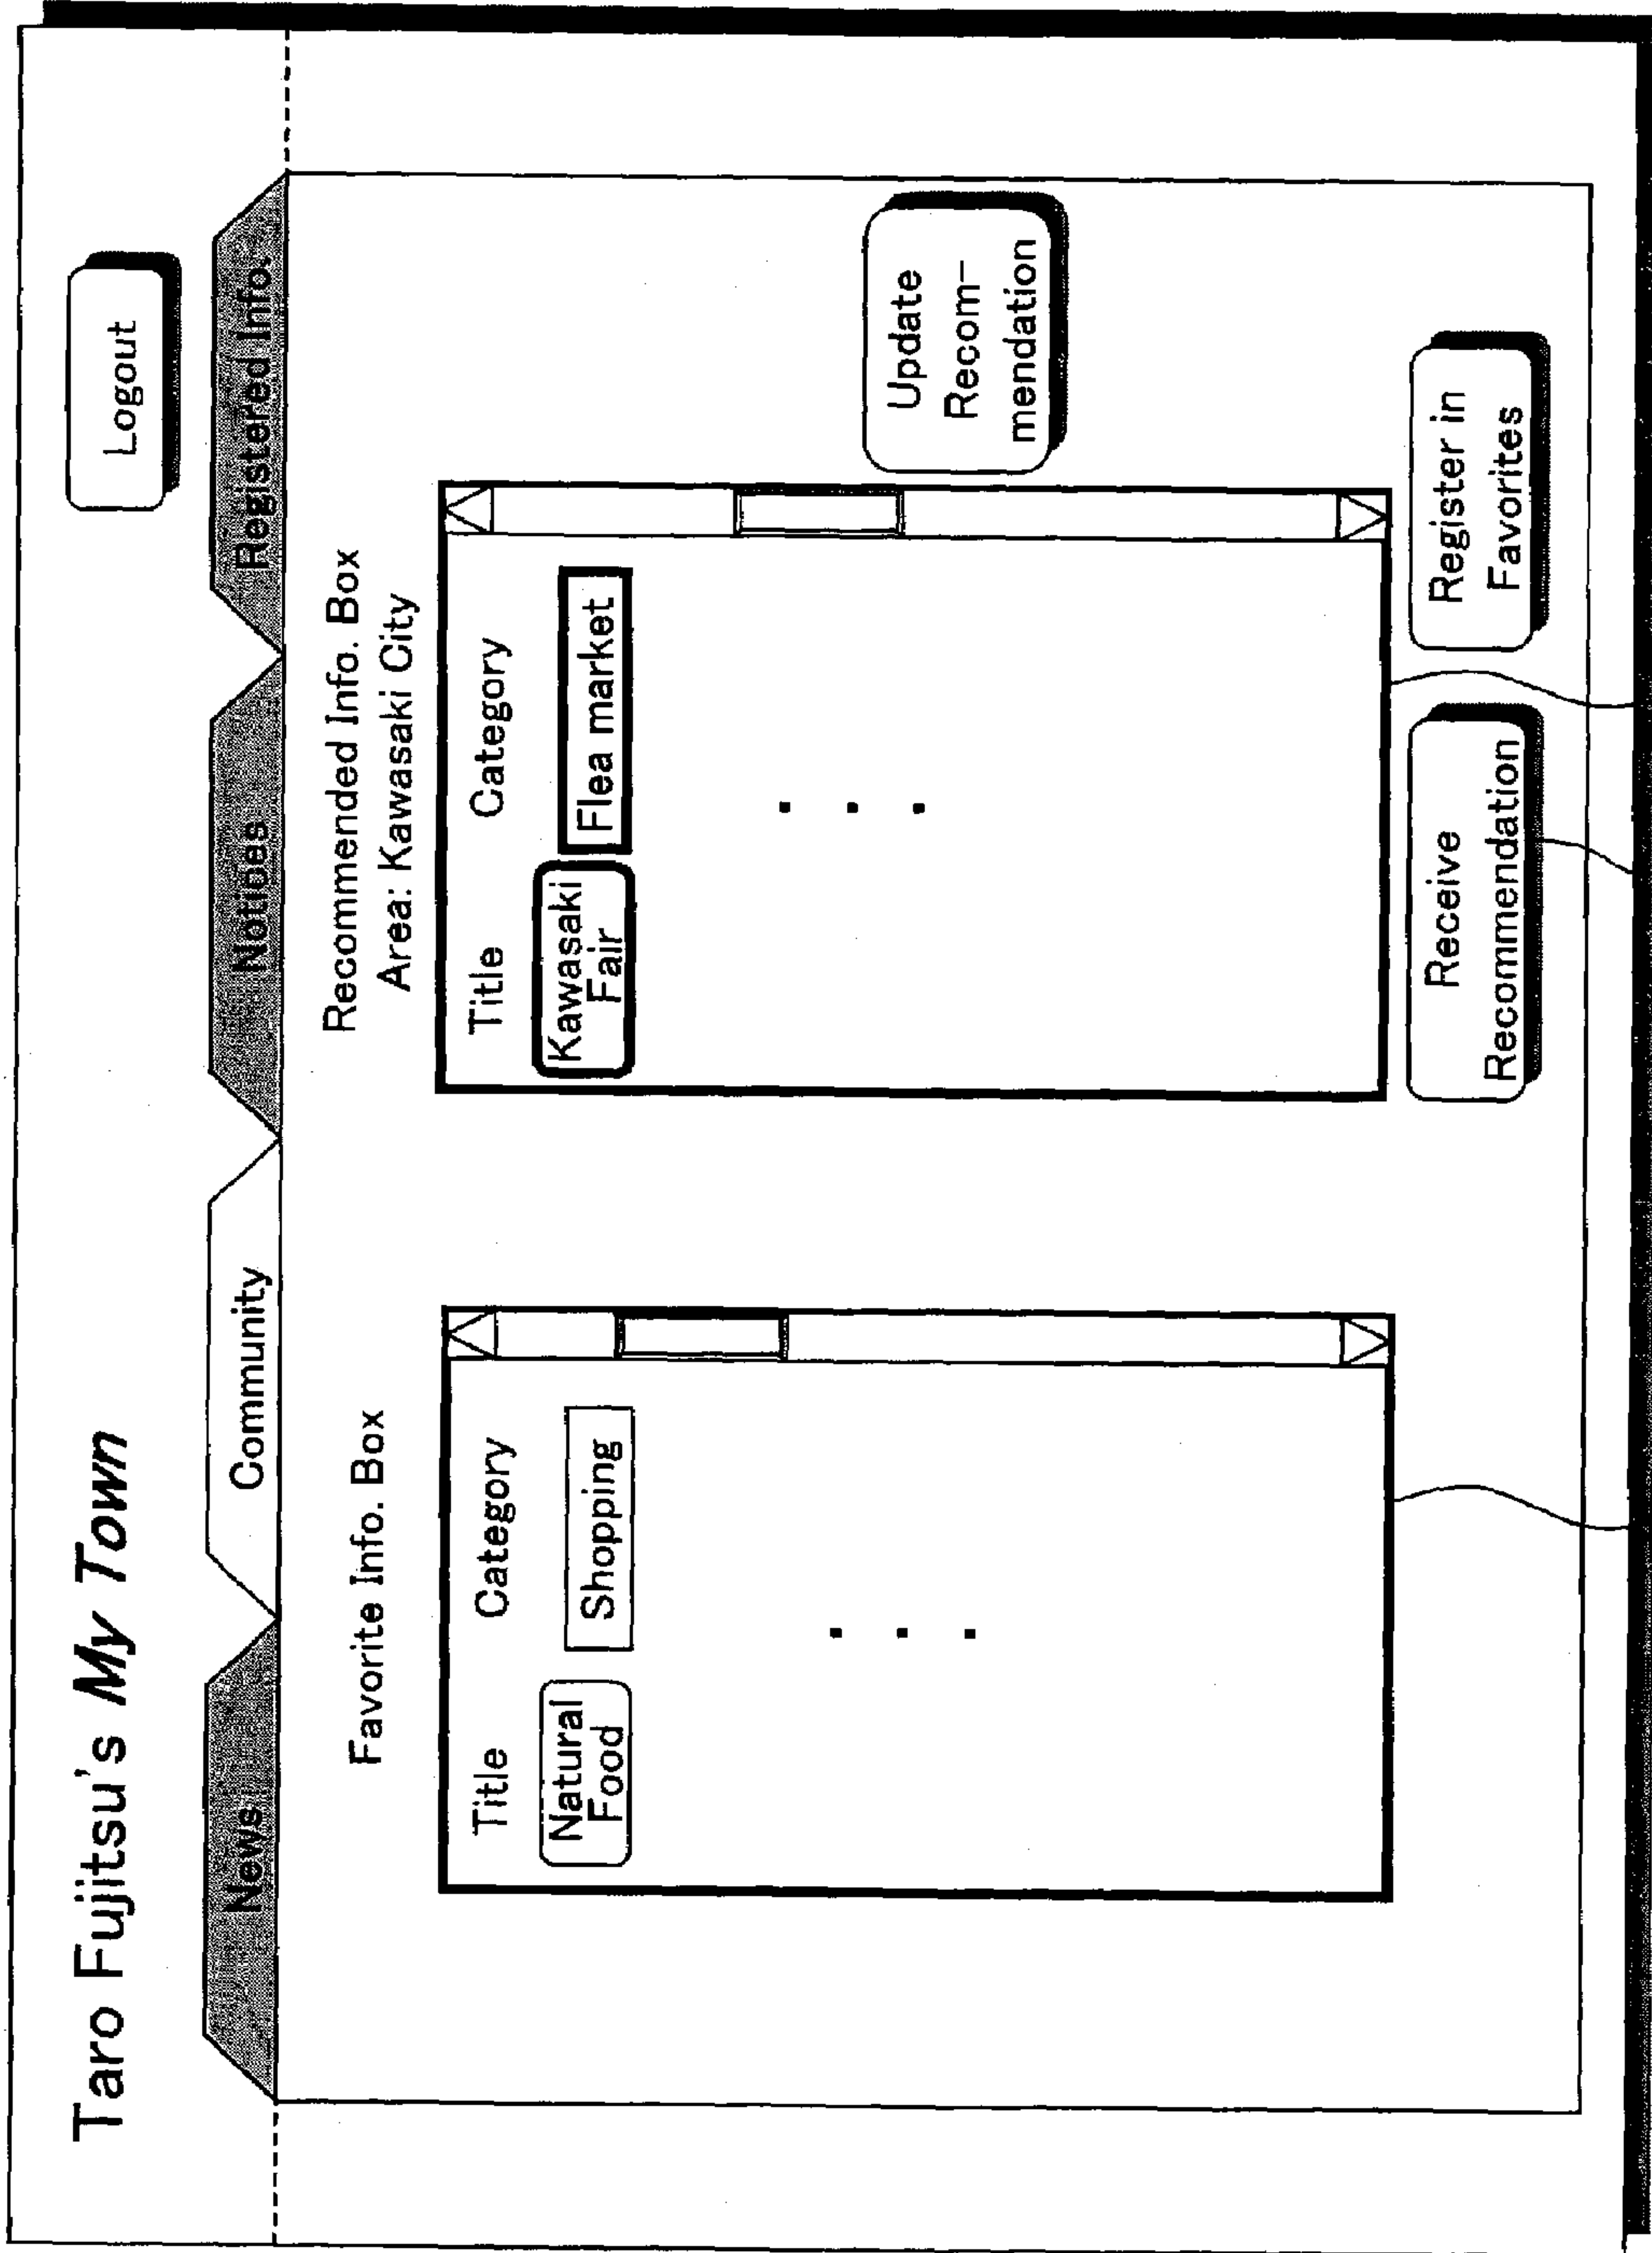 Taro Fujitsu's My Town
Logout
News
Community
Notices
Registered Info.
Favorite Info. Box
Title Category
Natural
Food
Shopping
Recommended Info. Box
Area: Kawasaki City
Title Category
Kawasaki
Fair
Flea market
Update
Recom-
mendation
Receive
Recommendation
Register in
Favorites